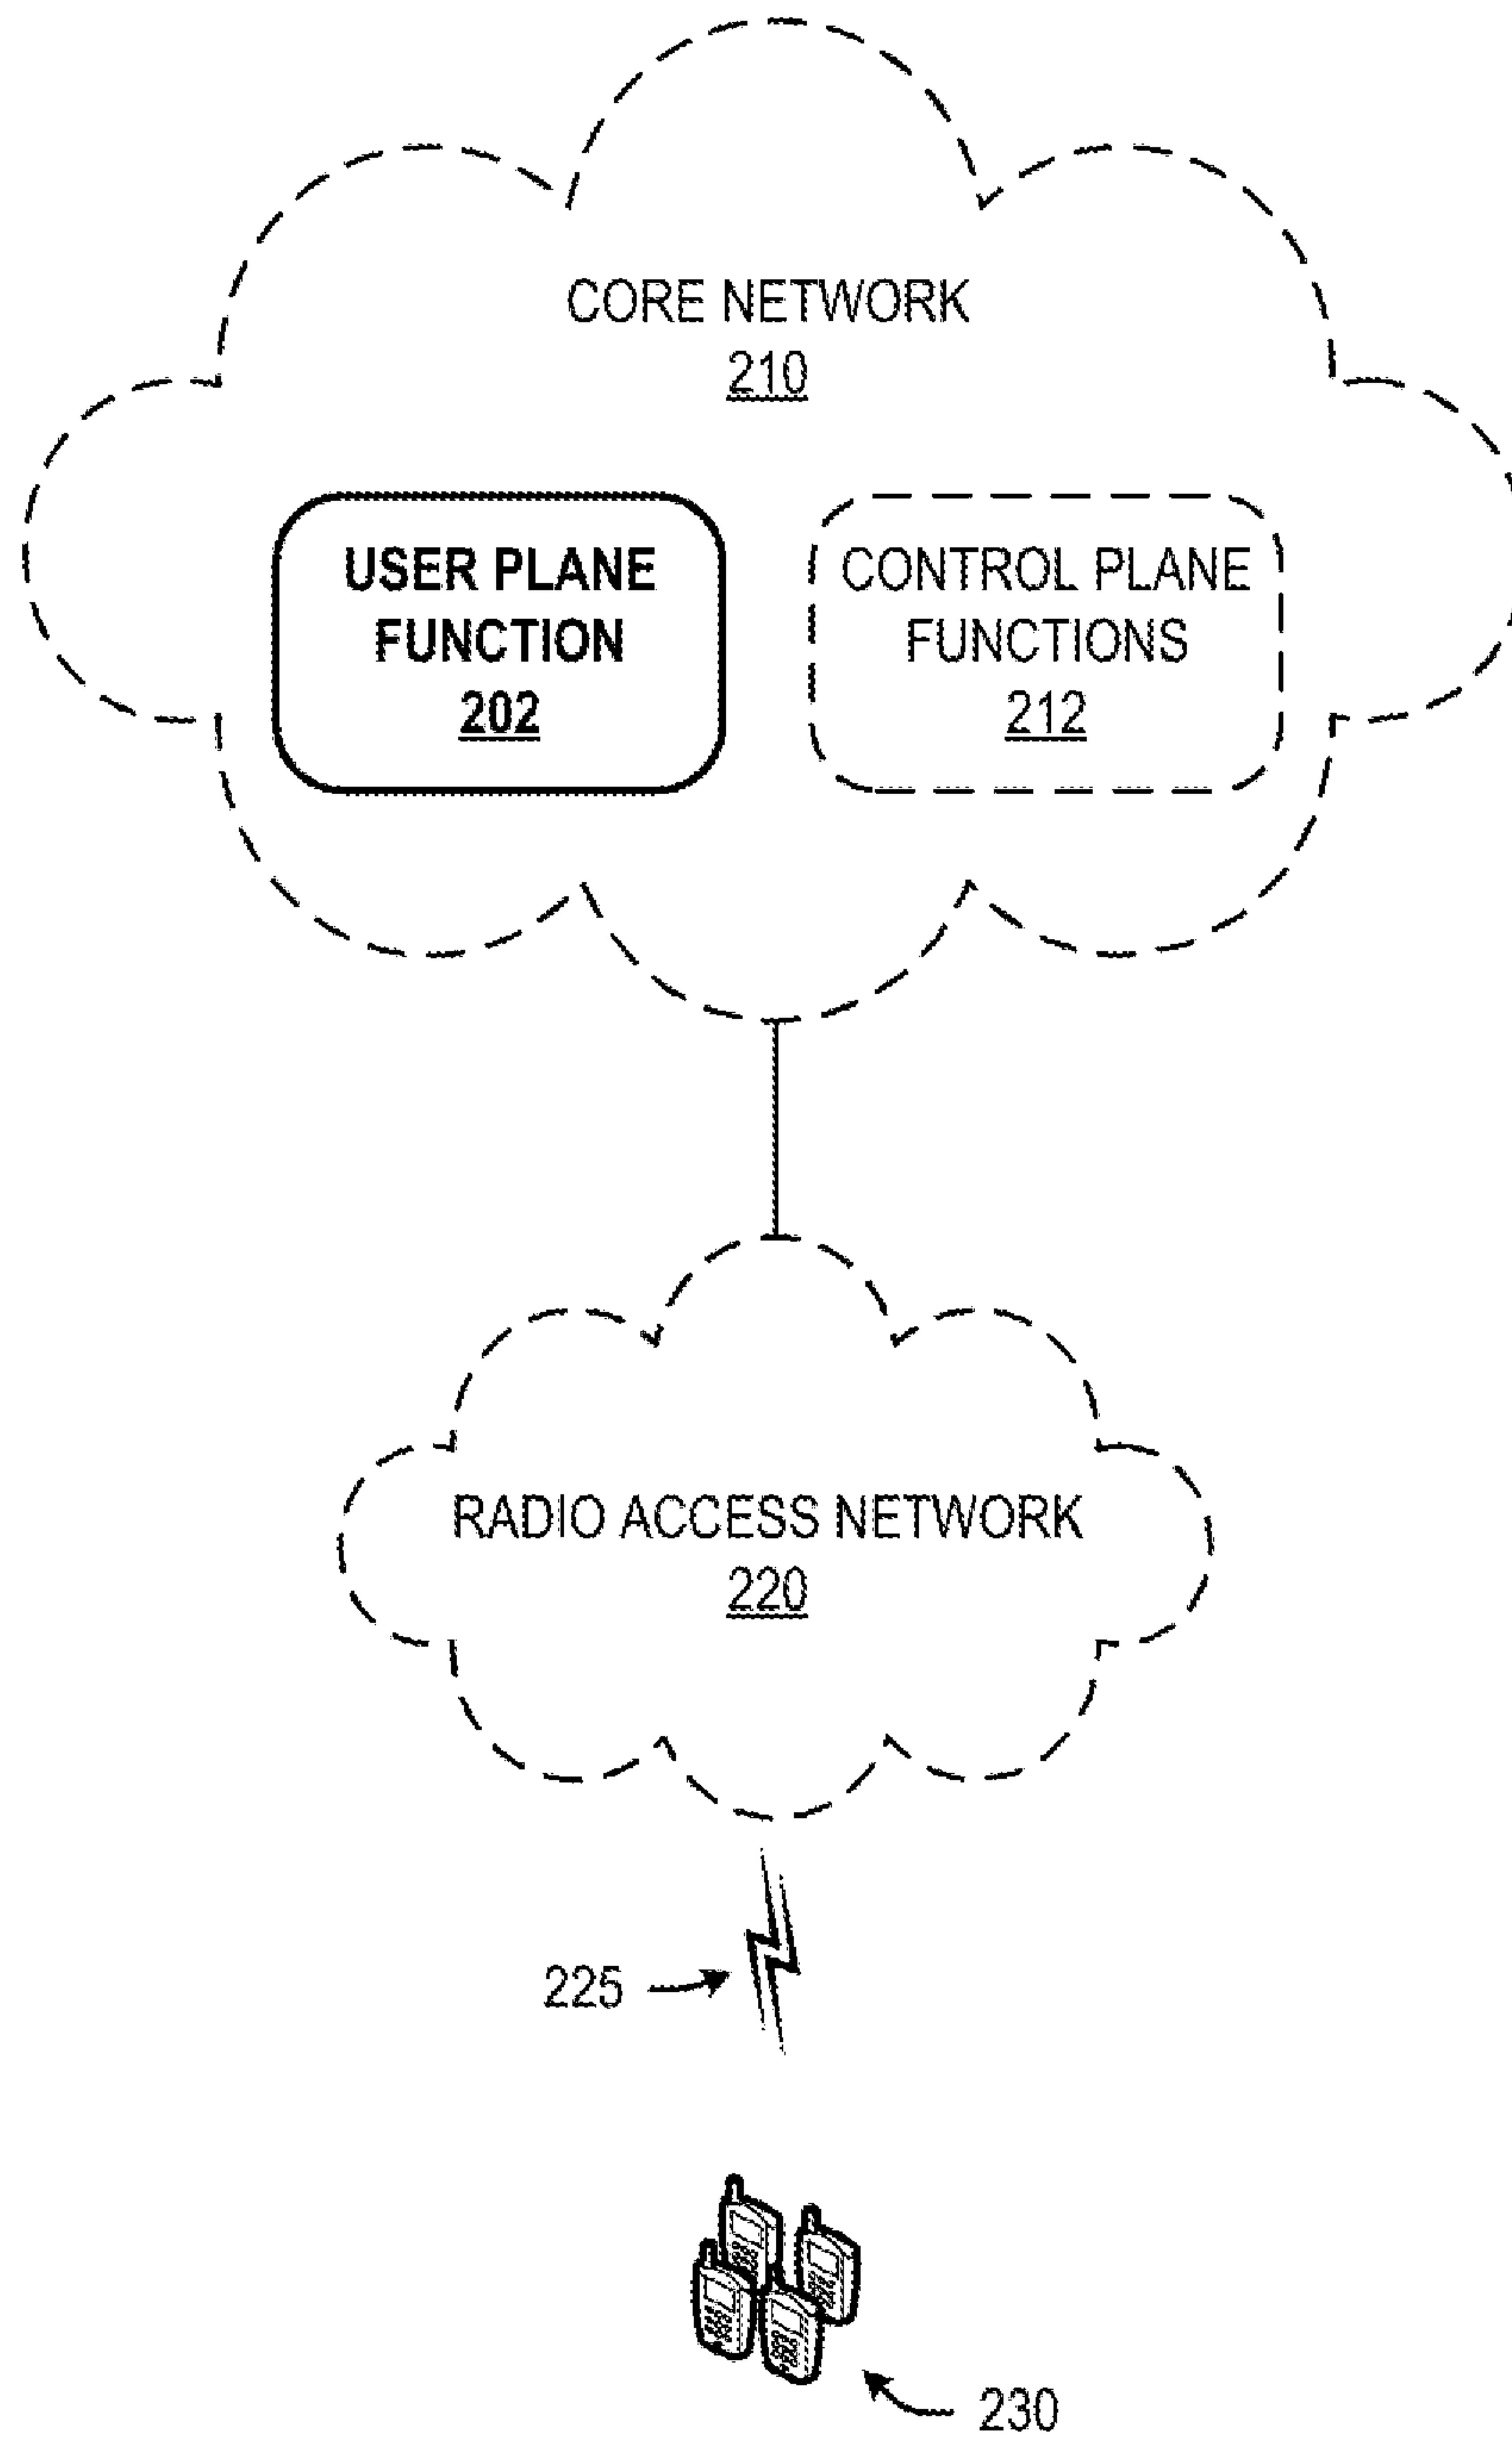 CORE NETWORK
210
USER PLANE
FUNCTION
202
CONTROL PLANE
FUNCTIONS
212
RADIO ACCESS NETWORK
220
225
230